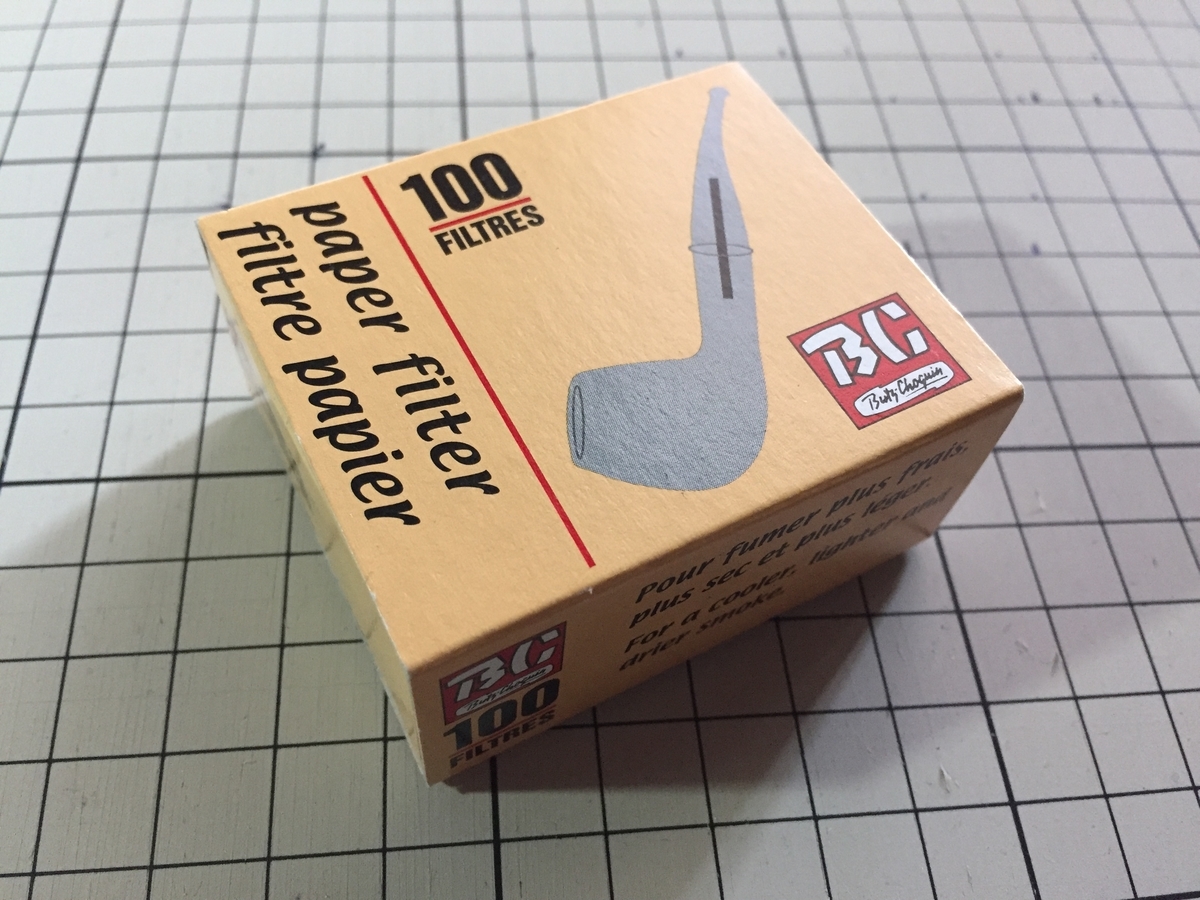 100
FILTRES
paper filter
filtre papier
BC
Butz-Choquin
Pour fumer plus frais,
plus sec et plus léger.
For a cooler, lighter and
drier smoke.
BC
Butz-Choquin
100
FILTRES